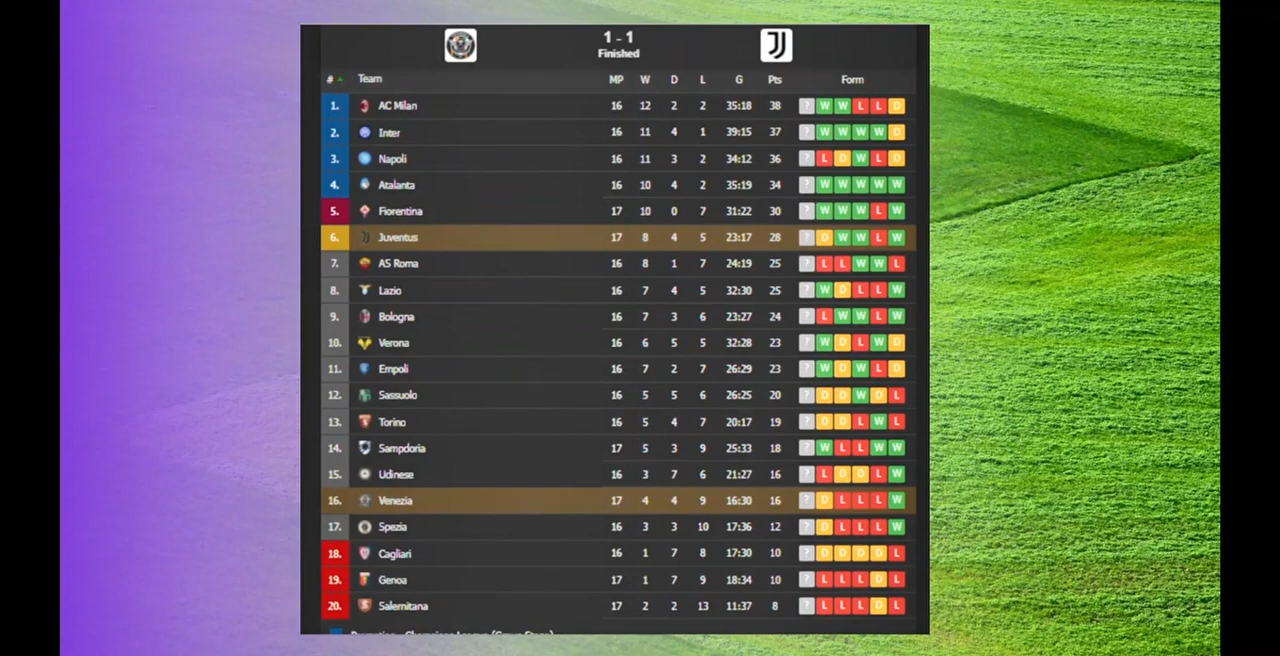 1 - 1
Finished
# Team MP W D L G Pts Form
1. AC Milan 16 12 2 2 35:18 38 ? W W L L D
2. Inter 16 11 4 1 39:15 37 ? W W W W D
3. Napoli 16 11 3 2 34:12 36 ? L D W L D
4. Atalanta 16 10 4 2 35:19 34 ? W W W W W
5. Fiorentina 17 10 0 7 31:22 30 ? W W W L W
6. Juventus 17 8 4 5 23:17 28 ? D W W L W
7. AS Roma 16 8 1 7 24:19 25 ? L L W W L
8. Lazio 16 7 4 5 32:30 25 ? W D L L W
9. Bologna 16 7 3 6 23:27 24 ? L W W L W
10. Verona 16 6 5 5 32:28 23 ? W D L W D
11. Empoli 16 7 2 7 26:29 23 ? W D W L D
12. Sassuolo 16 5 5 6 26:25 20 ? D D W D L
13. Torino 16 5 4 7 20:17 19 ? D D L W L
14. Sampdoria 17 5 3 9 25:33 18 ? W L L W W
15. Udinese 16 3 7 6 21:27 16 ? L D D L W
16. Venezia 17 4 4 9 16:30 16 ? D L L L W
17. Spezia 16 3 3 10 17:36 12 ? D L L L W
18. Cagliari 16 1 7 8 17:30 10 ? D D D D L
19. Genoa 17 1 7 9 18:34 10 ? L L L D L
20. Salernitana 17 2 2 13 11:37 8 ? L L L D L
Promotion - Champions League (Group Stage)